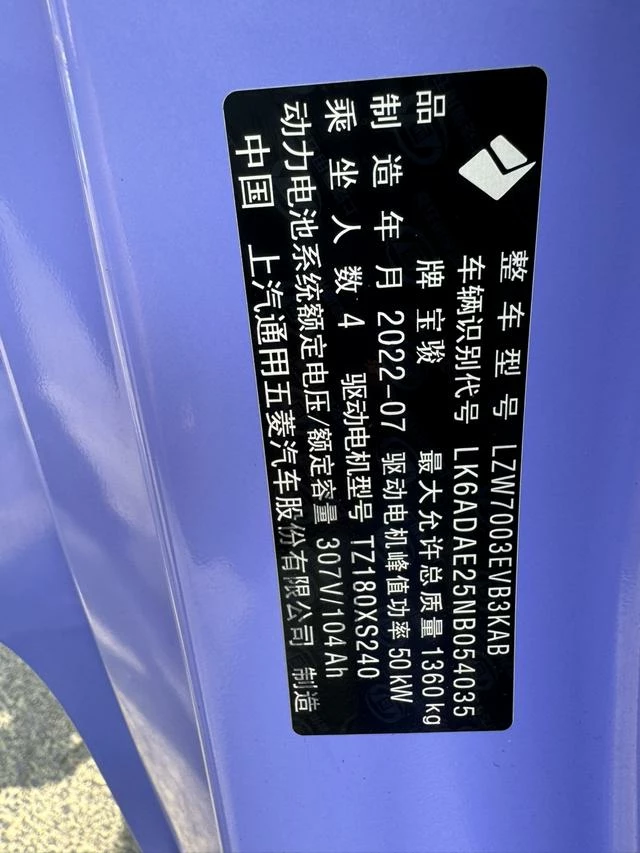 整车型号 LZW7003EVB3KAB
车辆识别代号 LK6ADAE25NB054035
品牌 宝骏 最大允许总质量 1360kg
制造年月 2022-07 驱动电机峰值功率 50kW
乘坐人数 4 驱动电机型号 TZ180XS240
动力电池系统额定电压/额定容量 307V/104Ah
中国 上汽通用五菱汽车股份有限公司 制造